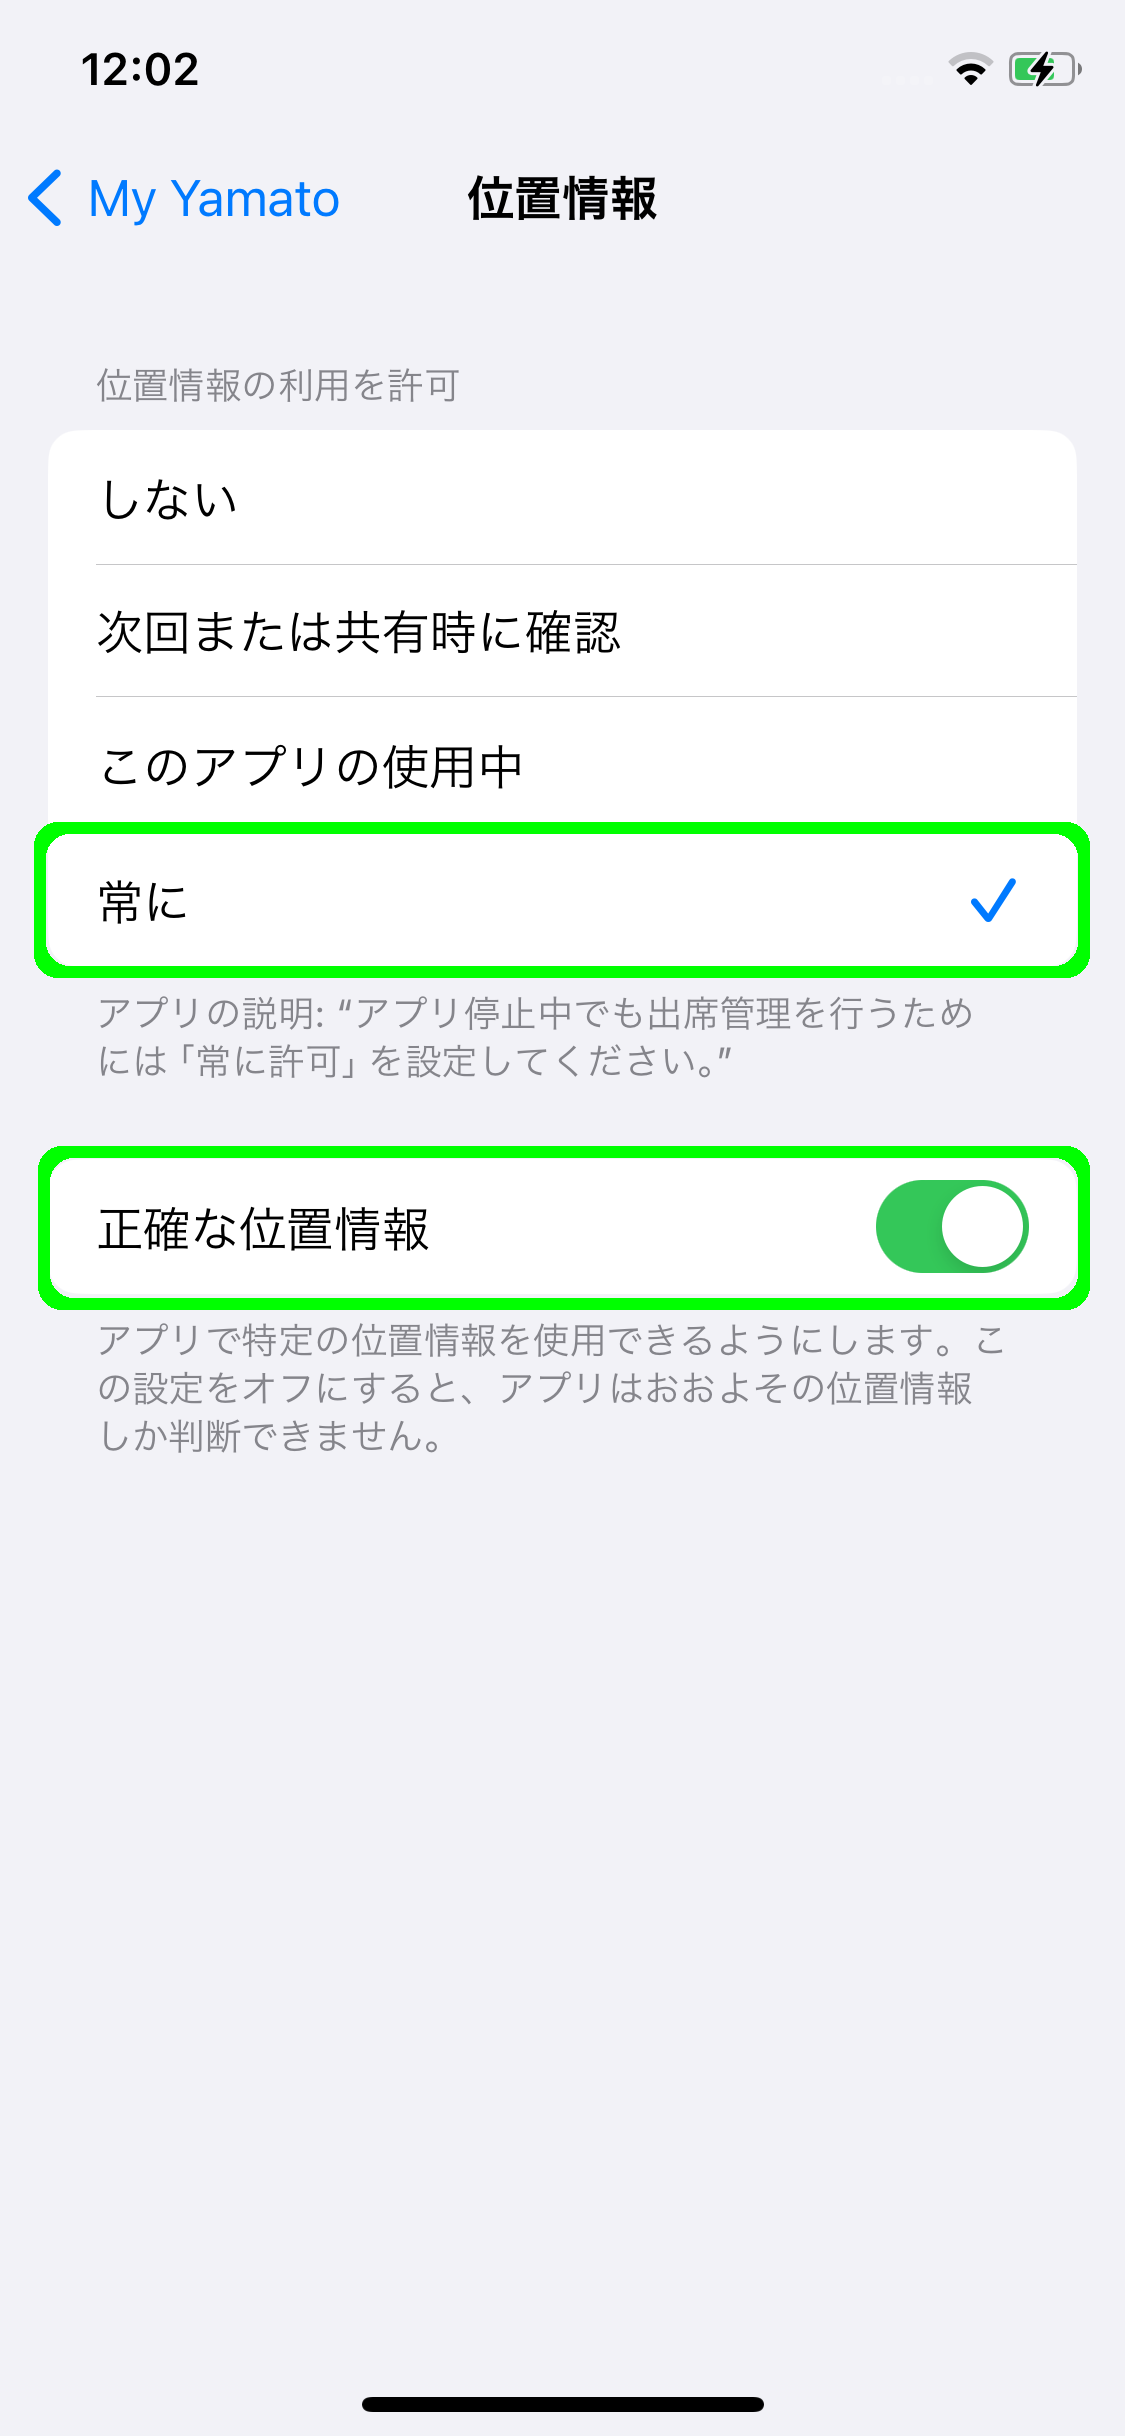 12:02
My Yamato
位置情報
位置情報の利用を許可
しない
次回または共有時に確認
このアプリの使用中
常に
アプリの説明: “アプリ停止中でも出席管理を行うため
には「常に許可」を設定してください。”
正確な位置情報
アプリで特定の位置情報を使用できるようにします。こ
の設定をオフにすると、アプリはおおよその位置情報
しか判断できません。